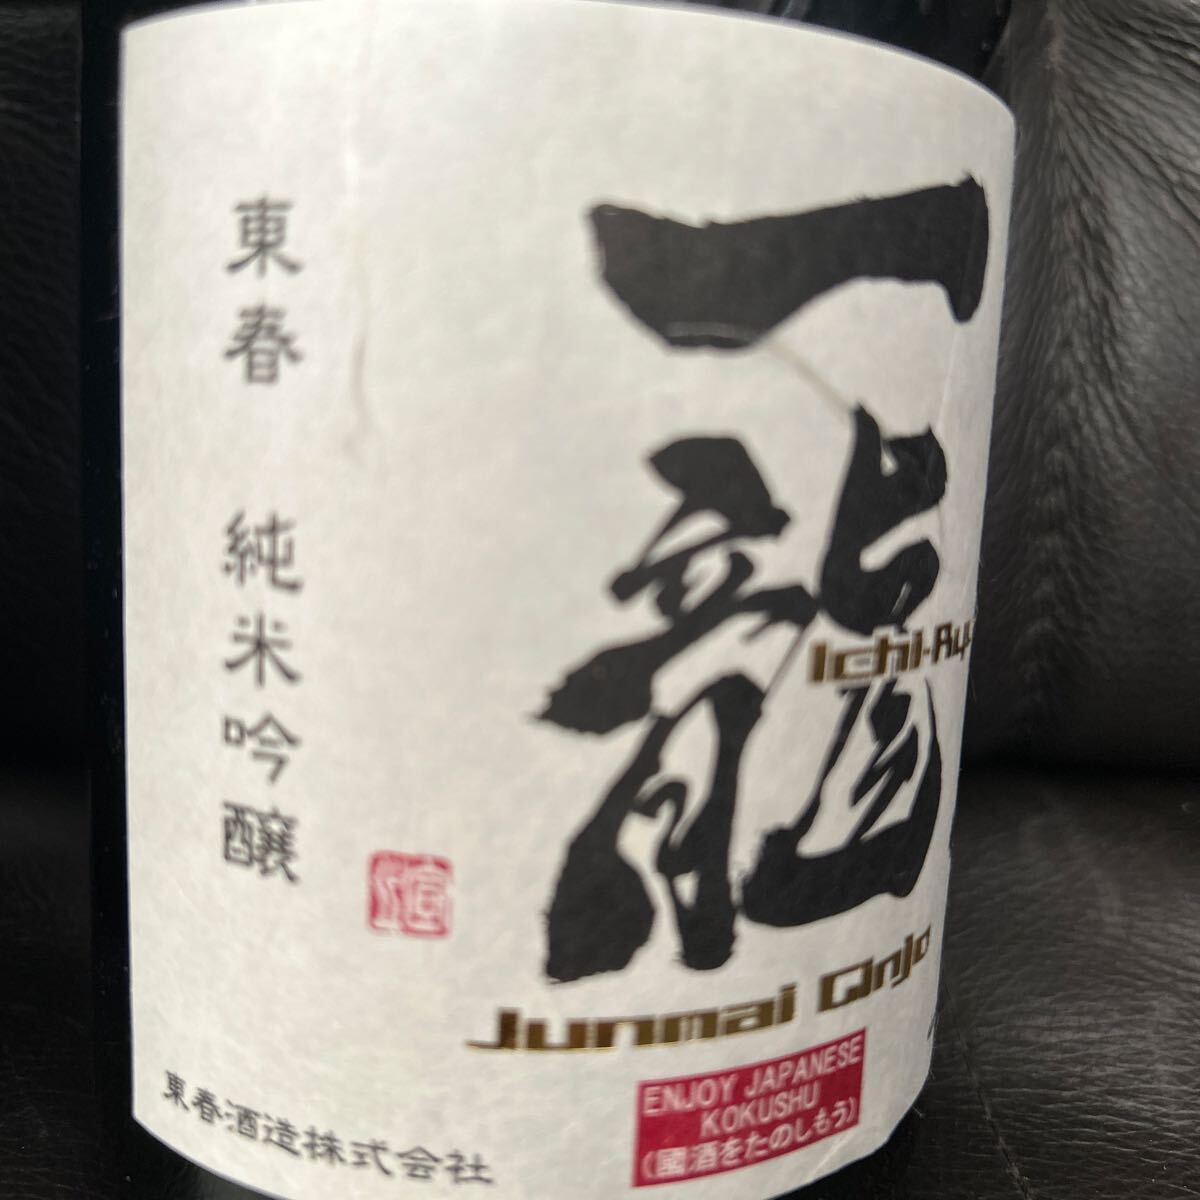 一龍
Ichi-Ryu
東春 純米吟醸
Junmai Ginjo
ENJOY JAPANESE
KOKUSHU
(國酒をたのしもう)
東春酒造株式会社